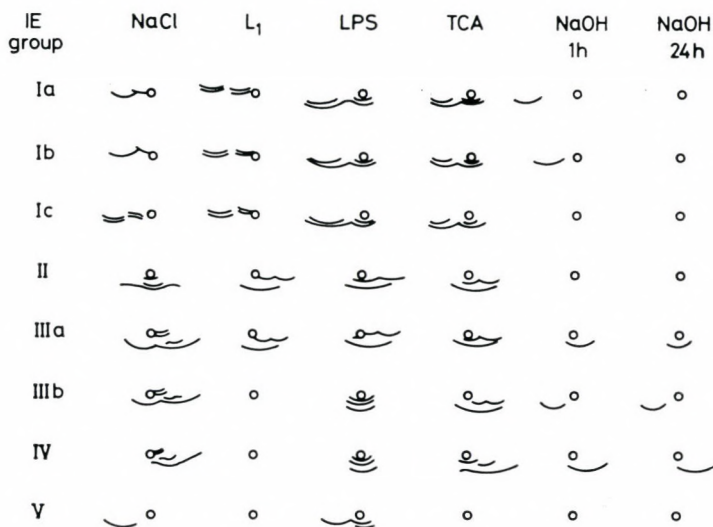 IE group NaCl L₁ LPS TCA NaOH 1h NaOH 24h
Ia
Ib
Ic
II
IIIa
IIIb
IV
V